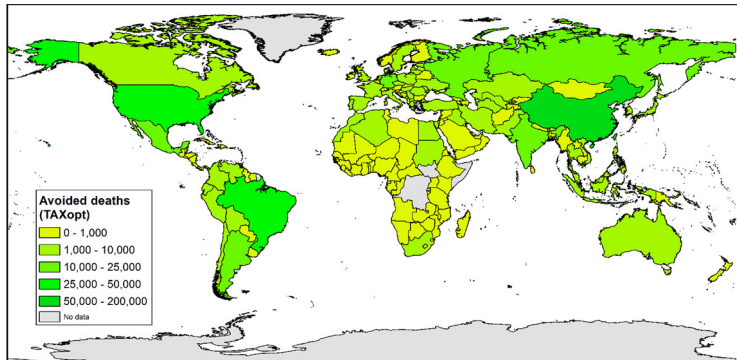 Avoided deaths
(TAXopt)
0 - 1,000
1,000 - 10,000
10,000 - 25,000
25,000 - 50,000
50,000 - 200,000
No data